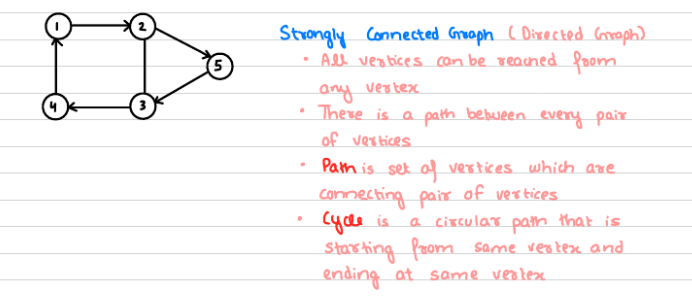 1
2
5
4
3
Strongly Connected Graph (Directed Graph)
• All vertices can be reached from
any vertex
• There is a path between every pair
of vertices
• Path is set of vertices which are
connecting pair of vertices
• Cycle is a circular path that is
starting from same vertex and
ending at same vertex